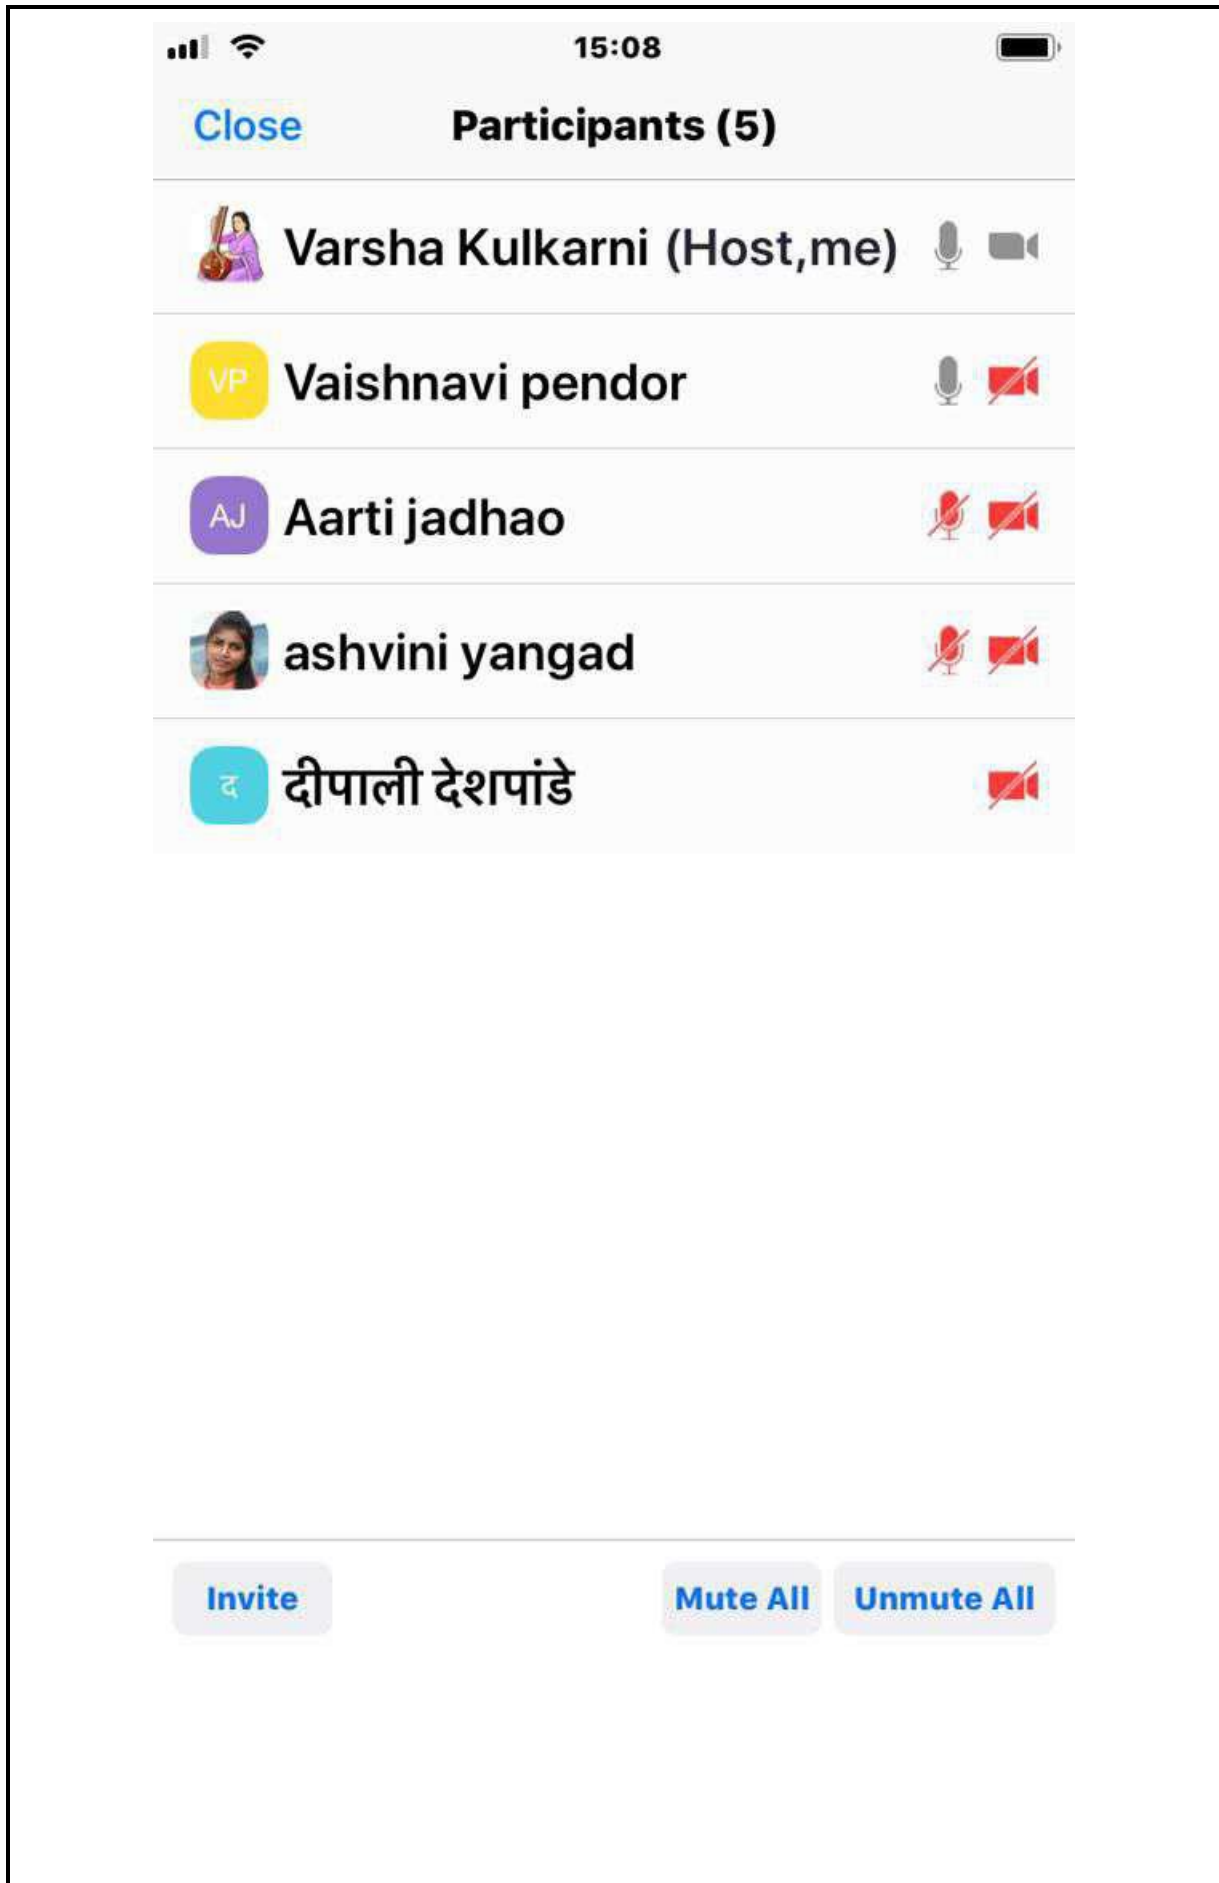 15:08
Close Participants (5)
Varsha Kulkarni (Host,me)
VP Vaishnavi pendor
AJ Aarti jadhao
ashvini yangad
द दीपाली देशपांडे
Invite Mute All Unmute All